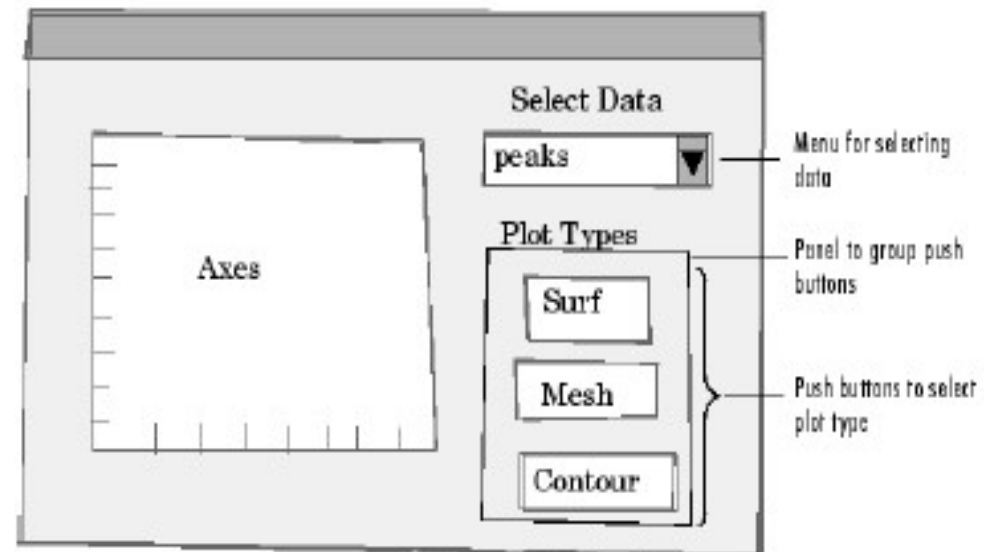 Select Data
peaks
Menu for selecting
data
Plot Types
Panel to group push
buttons
Axes
Surf
Mesh
Push buttons to select
plot type
Contour